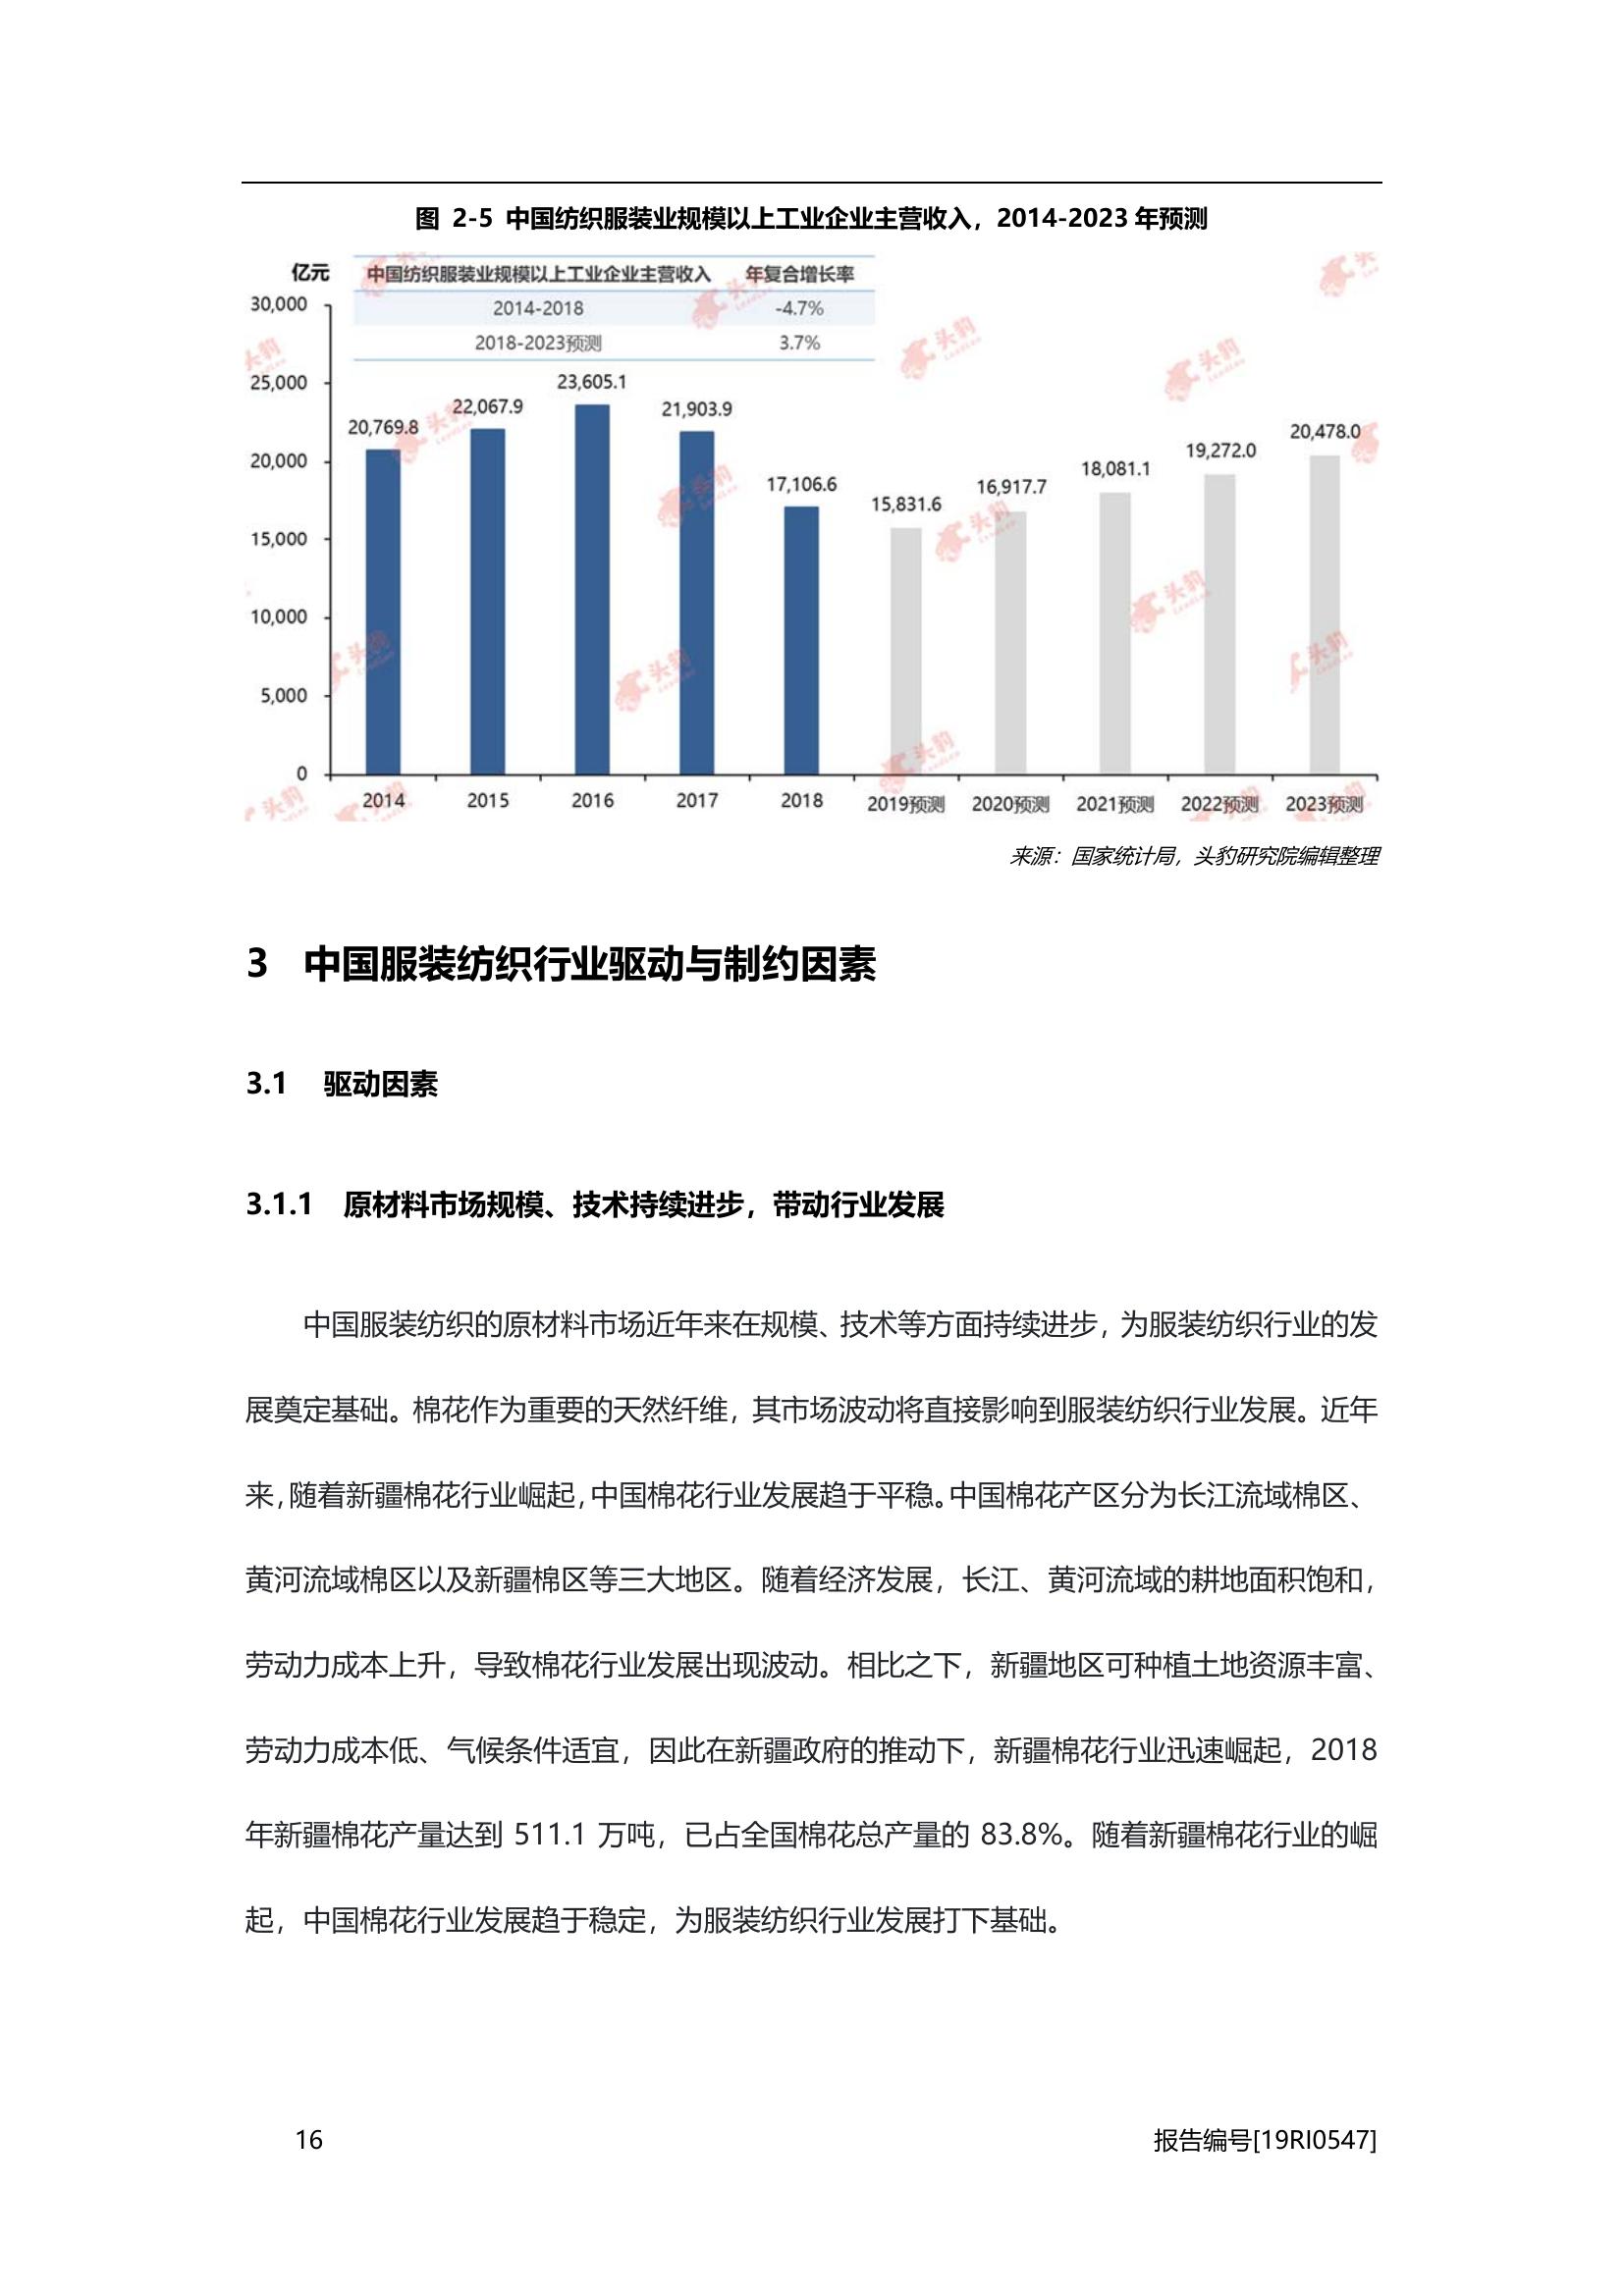 图 2-5 中国纺织服装业规模以上工业企业主营收入，2014-2023 年预测
亿元
中国纺织服装业规模以上工业企业主营收入 年复合增长率
2014-2018 -4.7%
2018-2023预测 3.7%
30,000
25,000
20,000
15,000
10,000
5,000
0
20,769.8
22,067.9
23,605.1
21,903.9
17,106.6
15,831.6
16,917.7
18,081.1
19,272.0
20,478.0
2014 2015 2016 2017 2018 2019预测 2020预测 2021预测 2022预测 2023预测
头豹
来源：国家统计局，头豹研究院编辑整理
3 中国服装纺织行业驱动与制约因素
3.1 驱动因素
3.1.1 原材料市场规模、技术持续进步，带动行业发展
中国服装纺织的原材料市场近年来在规模、技术等方面持续进步，为服装纺织行业的发
展奠定基础。棉花作为重要的天然纤维，其市场波动将直接影响到服装纺织行业发展。近年
来，随着新疆棉花行业崛起，中国棉花行业发展趋于平稳。中国棉花产区分为长江流域棉区、
黄河流域棉区以及新疆棉区等三大地区。随着经济发展，长江、黄河流域的耕地面积饱和，
劳动力成本上升，导致棉花行业发展出现波动。相比之下，新疆地区可种植土地资源丰富、
劳动力成本低、气候条件适宜，因此在新疆政府的推动下，新疆棉花行业迅速崛起，2018
年新疆棉花产量达到 511.1 万吨，已占全国棉花总产量的 83.8%。随着新疆棉花行业的崛
起，中国棉花行业发展趋于稳定，为服装纺织行业发展打下基础。
16 报告编号[19RI0547]